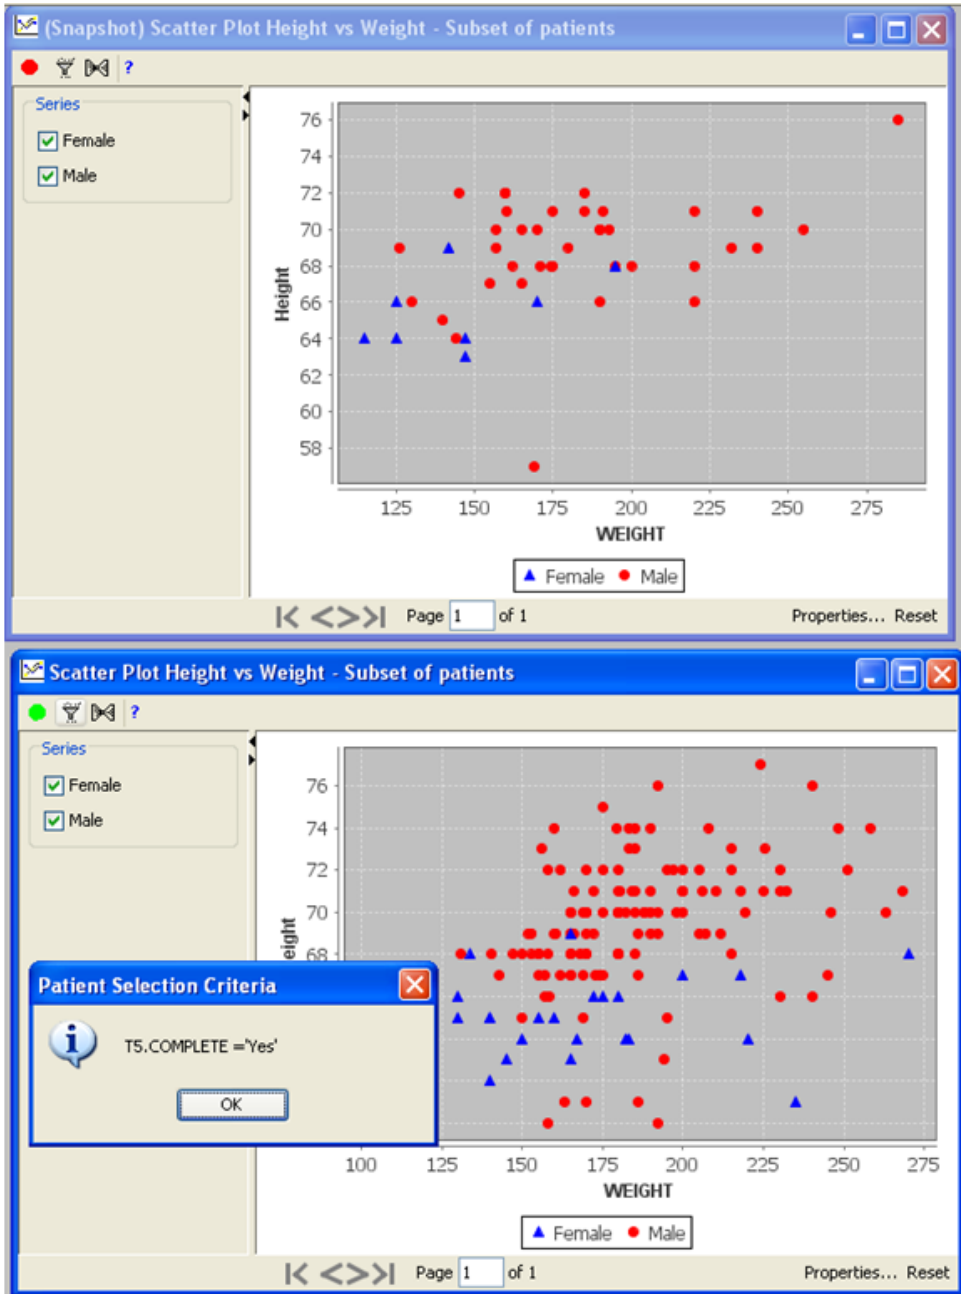 (Snapshot) Scatter Plot Height vs Weight - Subset of patients
?
Series
Female
Male
76
74
72
70
68
66
64
62
60
58
Height
125 150 175 200 225 250 275
WEIGHT
Female Male
Page 1 of 1 Properties... Reset
Scatter Plot Height vs Weight - Subset of patients
?
Series
Female
Male
76
74
72
70
68
eight
Patient Selection Criteria
T5.COMPLETE ='Yes'
OK
100 125 150 175 200 225 250 275
WEIGHT
Female Male
Page 1 of 1 Properties... Reset